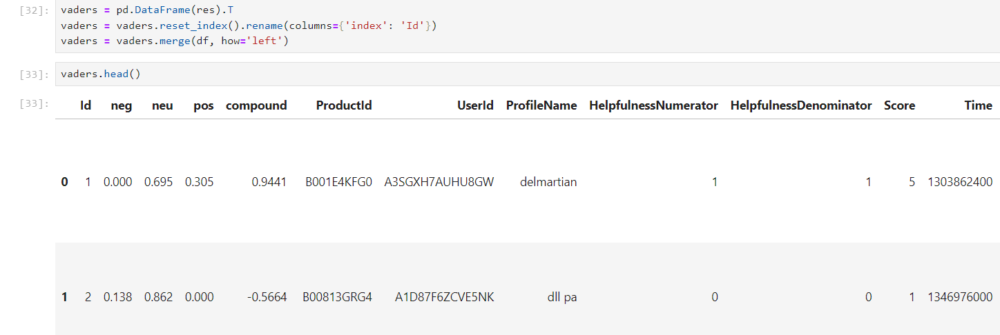 [32]: vaders = pd.DataFrame(res).T
vaders = vaders.reset_index().rename(columns={'index': 'Id'})
vaders = vaders.merge(df, how='left')
[33]: vaders.head()
[33]: Id neg neu pos compound ProductId UserId ProfileName HelpfulnessNumerator HelpfulnessDenominator Score Time
0 1 0.000 0.695 0.305 0.9441 B001E4KFG0 A3SGXH7AUHU8GW delmartian 1 1 5 1303862400
1 2 0.138 0.862 0.000 -0.5664 B00813GRG4 A1D87F6ZCVE5NK dll pa 0 0 1 1346976000